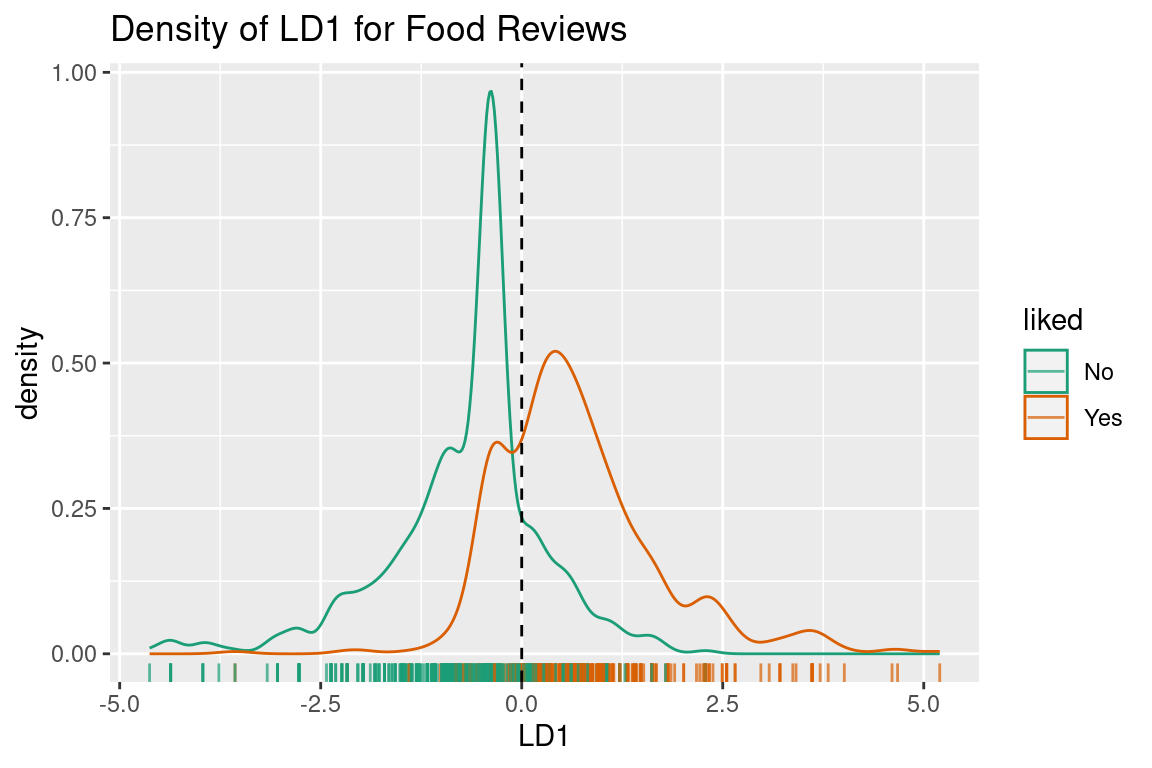 Density of LD1 for Food Reviews
1.00
0.75
0.50
0.25
0.00
density
-5.0 -2.5 0.0 2.5 5.0
LD1
liked
No
Yes